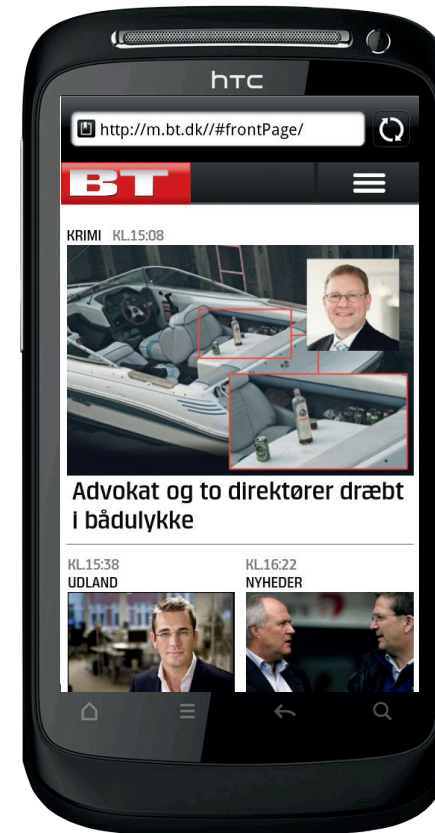 hTC
http://m.bt.dk//#frontPage/
BT
KRIMI KL.15:08
Advokat og to direktører dræbt
i bådulykke
KL.15:38
UDLAND
KL.16:22
NYHEDER